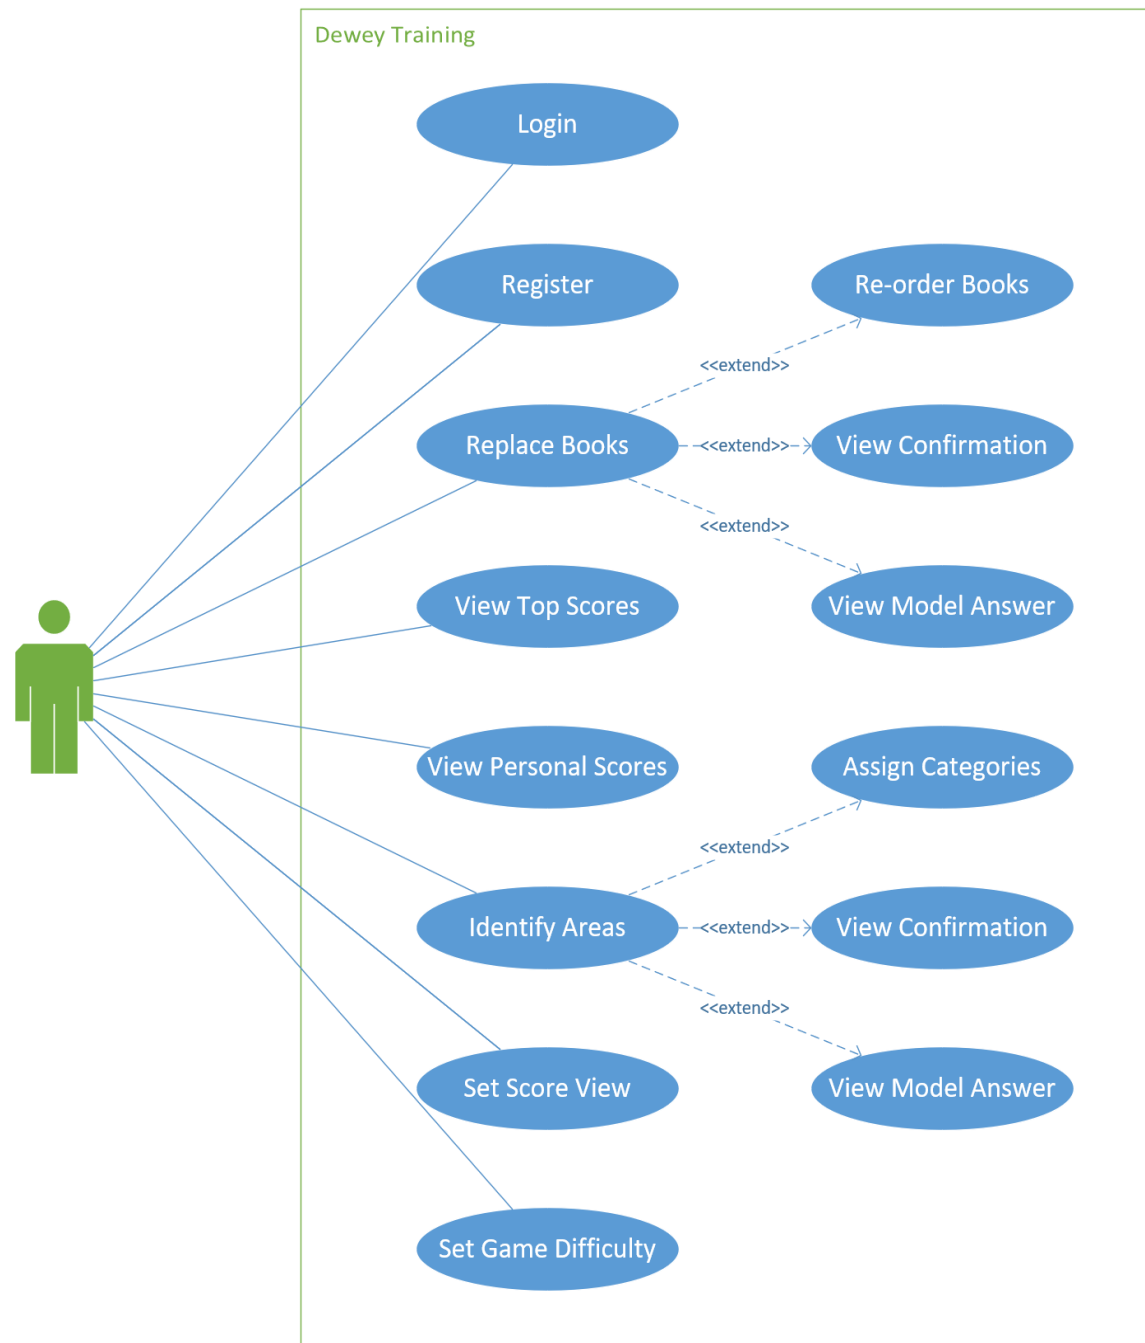 Dewey Training
Login
Register
Re-order Books
<<extend>>
Replace Books
<<extend>>
View Confirmation
<<extend>>
View Top Scores
View Model Answer
View Personal Scores
Assign Categories
<<extend>>
Identify Areas
<<extend>>
View Confirmation
<<extend>>
Set Score View
View Model Answer
Set Game Difficulty